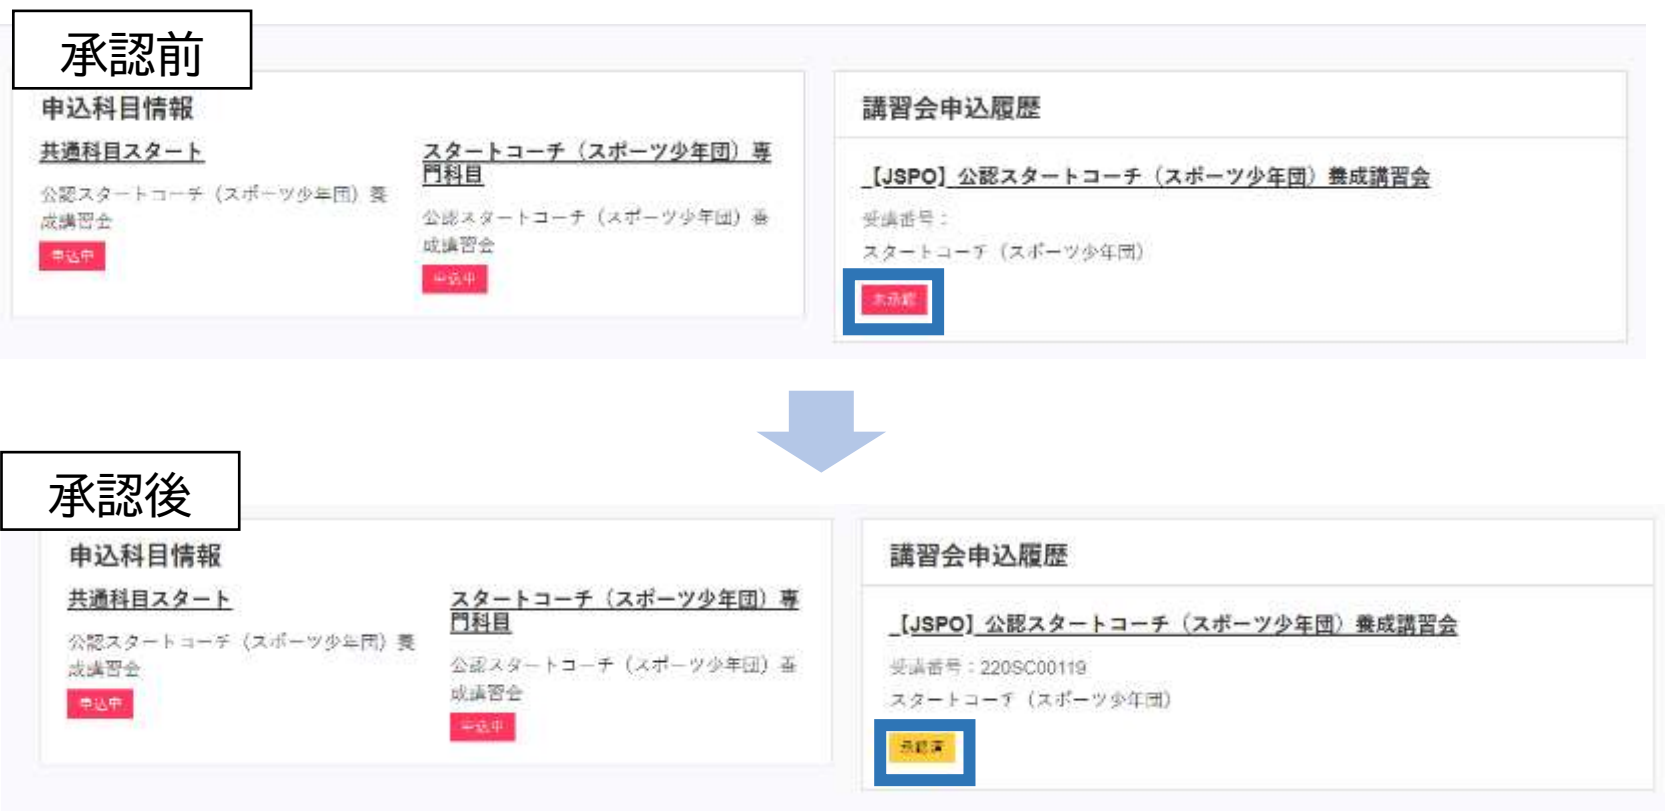 承認前
申込科目情報
共通科目スタート
公認スタートコーチ（スポーツ少年団）養
成講習会
申込中
スタートコーチ（スポーツ少年団）専
門科目
公認スタートコーチ（スポーツ少年団）養
成講習会
申込中
講習会申込履歴
【JSPO】公認スタートコーチ（スポーツ少年団）養成講習会
受講番号：
スタートコーチ（スポーツ少年団）
未承認
承認後
申込科目情報
共通科目スタート
公認スタートコーチ（スポーツ少年団）養
成講習会
申込中
スタートコーチ（スポーツ少年団）専
門科目
公認スタートコーチ（スポーツ少年団）養
成講習会
申込中
講習会申込履歴
【JSPO】公認スタートコーチ（スポーツ少年団）養成講習会
受講番号：220SC00119
スタートコーチ（スポーツ少年団）
承認済